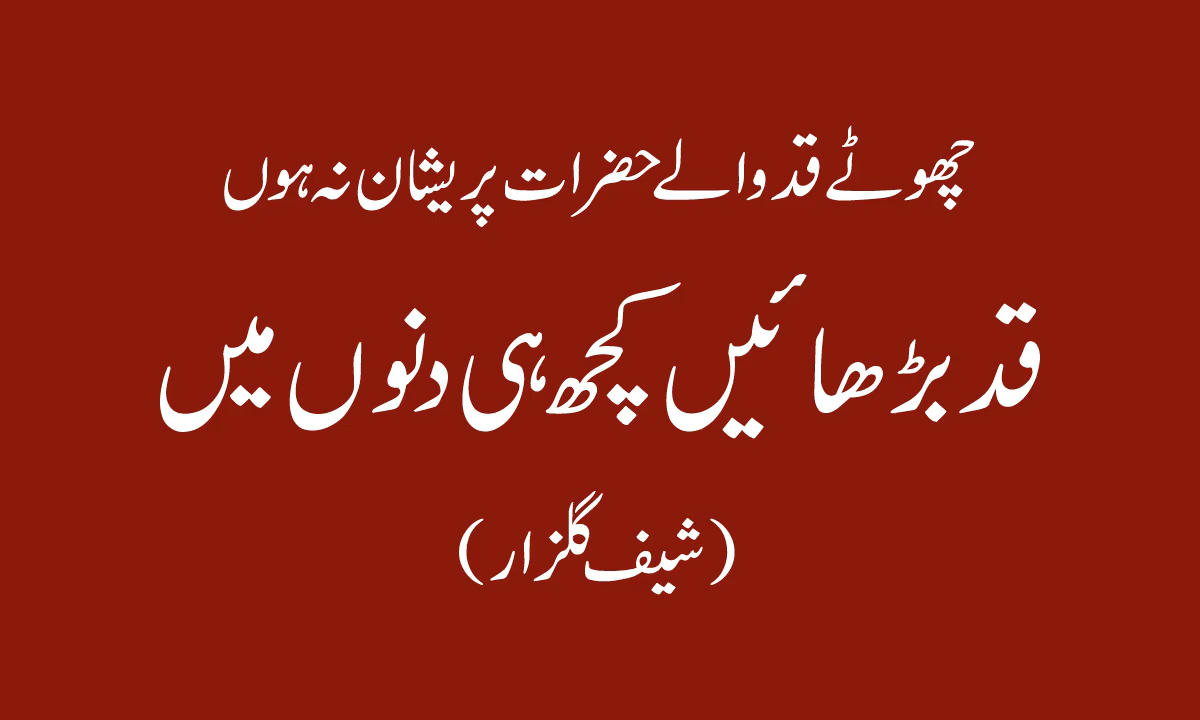 چھوٹے قد والے حضرات پریشان نہ ہوں
قد بڑھائیں کچھ ہی دنوں میں
(شیف گلزار)